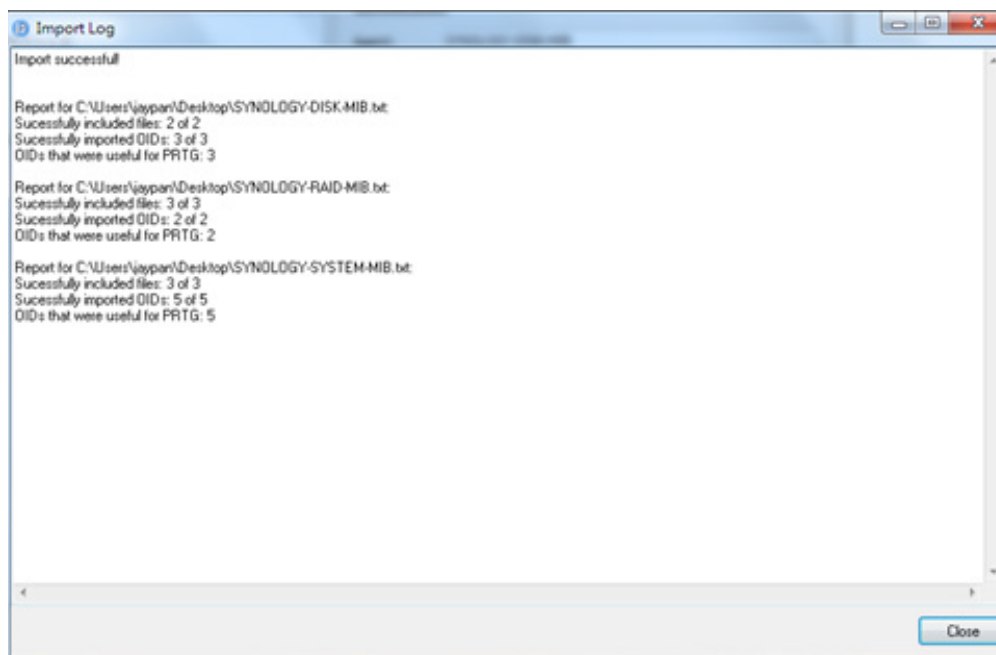 Import Log
Import successful!
Report for C:\Users\jaypan\Desktop\SYNOLOGY-DISK-MIB.txt:
Sucessfully included files: 2 of 2
Sucessfully imported OIDs: 3 of 3
OIDs that were useful for PRTG: 3
Report for C:\Users\jaypan\Desktop\SYNOLOGY-RAID-MIB.txt:
Sucessfully included files: 3 of 3
Sucessfully imported OIDs: 2 of 2
OIDs that were useful for PRTG: 2
Report for C:\Users\jaypan\Desktop\SYNOLOGY-SYSTEM-MIB.txt:
Sucessfully included files: 3 of 3
Sucessfully imported OIDs: 5 of 5
OIDs that were useful for PRTG: 5
Close